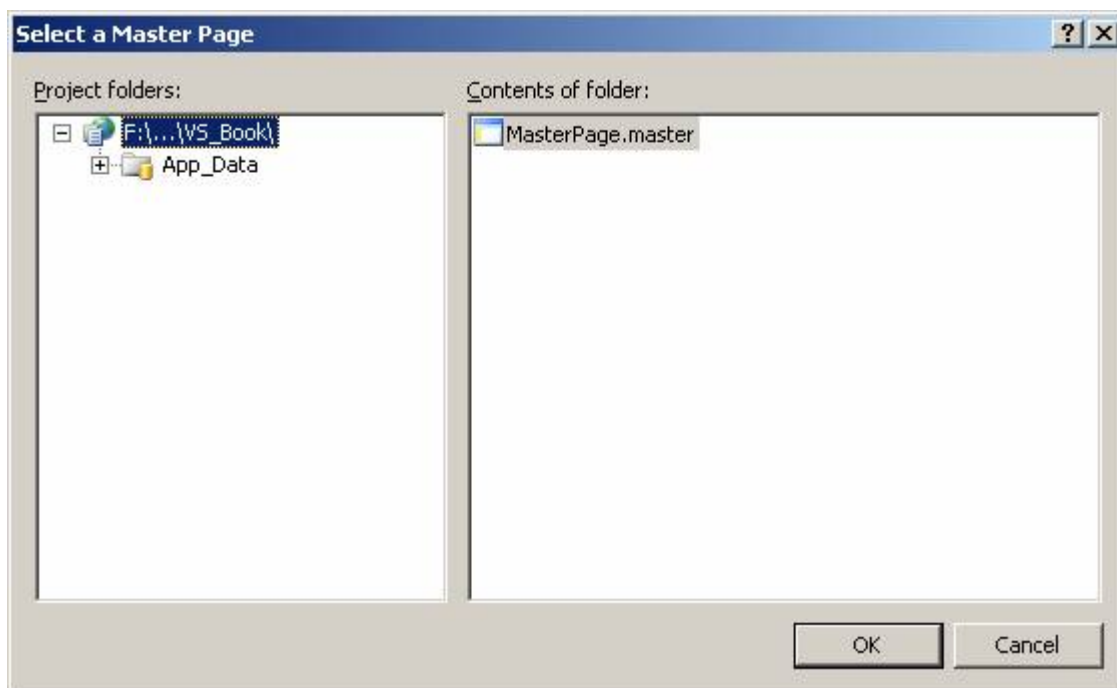 Select a Master Page
Project folders:
Contents of folder:
F:\...\VS_Book\
App_Data
MasterPage.master
OK
Cancel